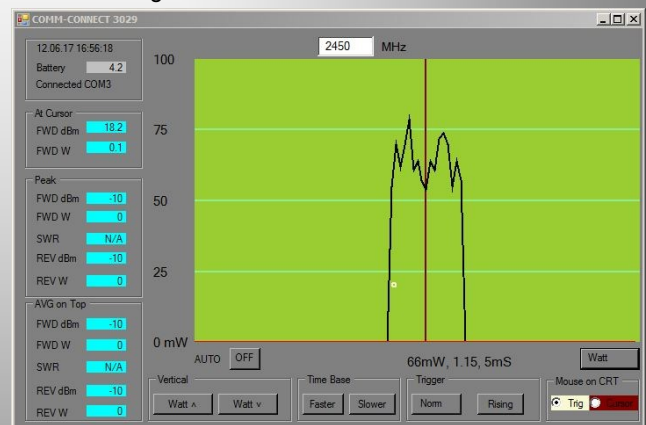 COMM-CONNECT 3029
2450 MHz
12.06.17 16:56:18
Battery 4.2
Connected COM3
At Cursor
FWD dBm 18.2
FWD W 0.1
Peak
FWD dBm -10
FWD W 0
SWR N/A
REV dBm -10
REV W 0
AVG on Top
FWD dBm -10
FWD W 0
SWR N/A
REV dBm -10
REV W 0
100
75
50
25
0 mW
AUTO OFF
66mW, 1.15, 5mS
Watt
Vertical
Watt ˄
Watt ˅
Time Base
Faster
Slower
Trigger
Norm
Rising
Mouse on CRT
Trig
Cursor